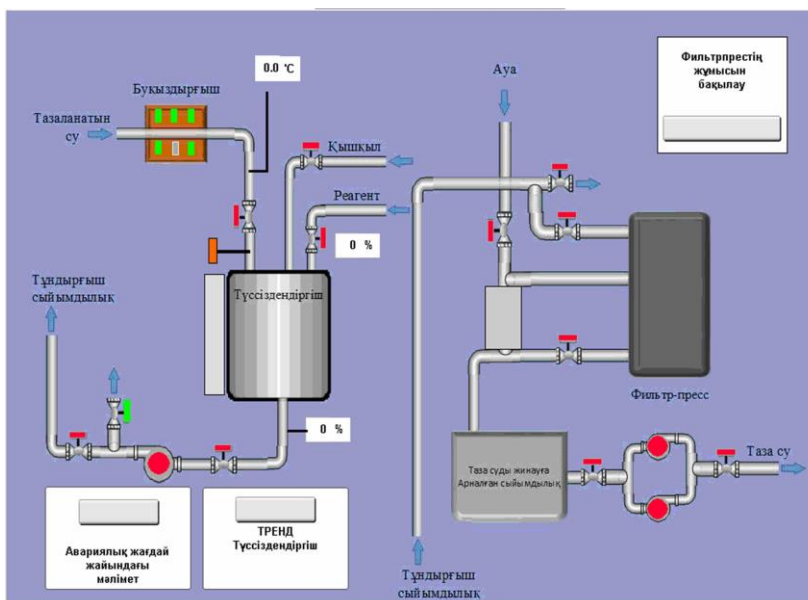 0.0 °C
Буқыздырғыш
Тазаланатын
су
Қышқыл
Реагент
0 %
Түссіздендіргіш
Тұндырғыш
сыйымдылық
0 %
Авариялық жағдай
жайындағы
мәлімет
ТРЕНД
Түссіздендіргіш
Ауа
Фильтрпрестің
жұмысын
бақылау
Фильтр-пресс
Таза суды жинауға
Арналған сыйымдылық
Таза су
Тұндырғыш
сыйымдылық